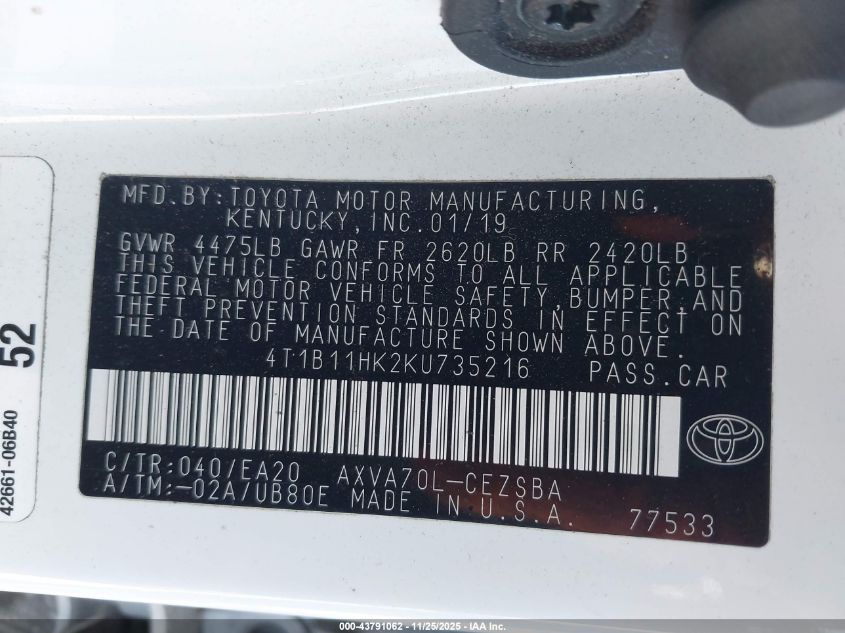 MFD.BY:TOYOTA MOTOR MANUFACTURING,
KENTUCKY,INC.01/19
GVWR 4475LB GAWR FR 2620LB RR 2420LB
THIS VEHICLE CONFORMS TO ALL APPLICABLE
FEDERAL MOTOR VEHICLE SAFETY,BUMPER,AND
THEFT PREVENTION STANDARDS IN EFFECT ON
THE DATE OF MANUFACTURE SHOWN ABOVE.
4T1B11HK2KU735216 PASS.CAR
C/TR:040/EA20 AXVA70L-CEZSBA
A/TM:-02A/UB80E MADE IN U.S.A. 77533
52
42661-06B40
000-43791062 - 11/25/2025 - IAA Inc.